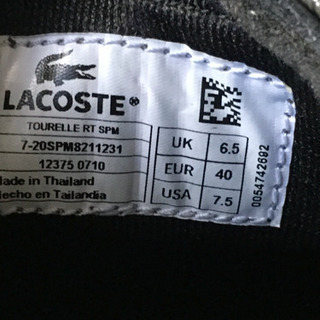 LACOSTE®
TOURELLE RT SPM
7-20SPM8211231
12375 0710
Made in Thailand
Hecho en Tailandia
UK 6.5
EUR 40
USA 7.5
0054742692